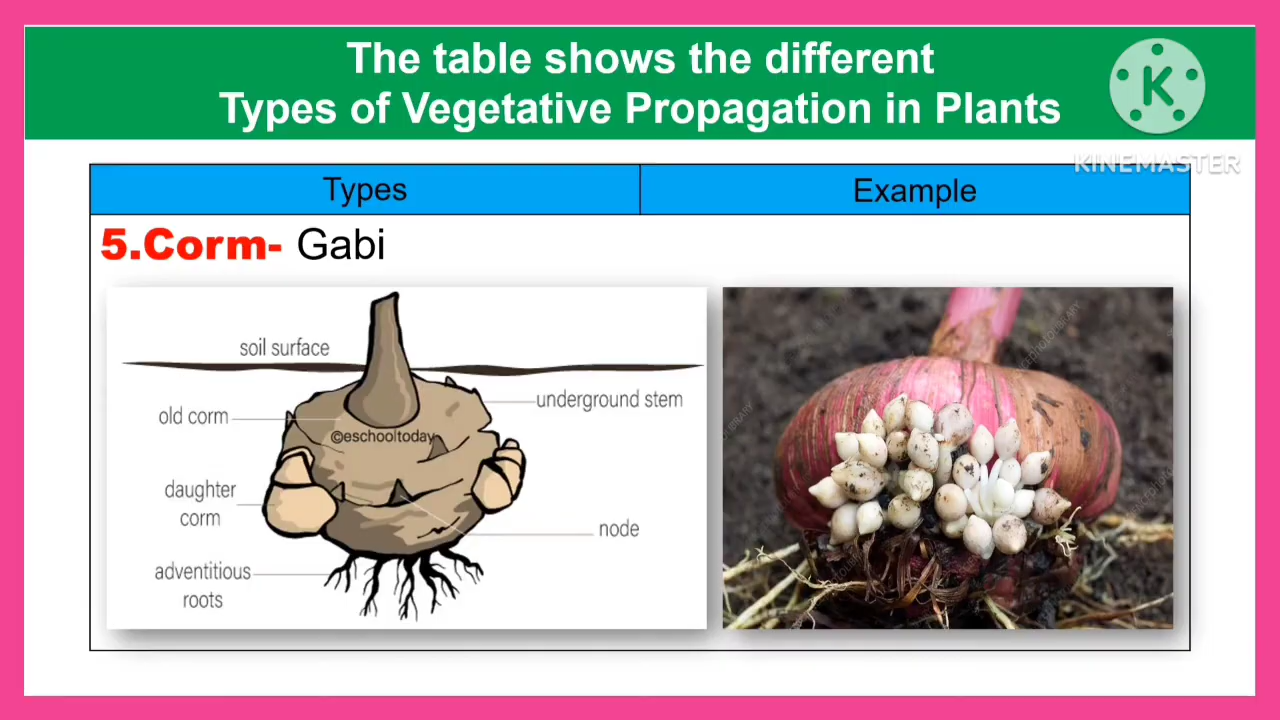 The table shows the different
Types of Vegetative Propagation in Plants
K
KINEMASTER
Types
Example
5.Corm- Gabi
soil surface
old corm
underground stem
©eschooltoday
daughter
corm
node
adventitious
roots